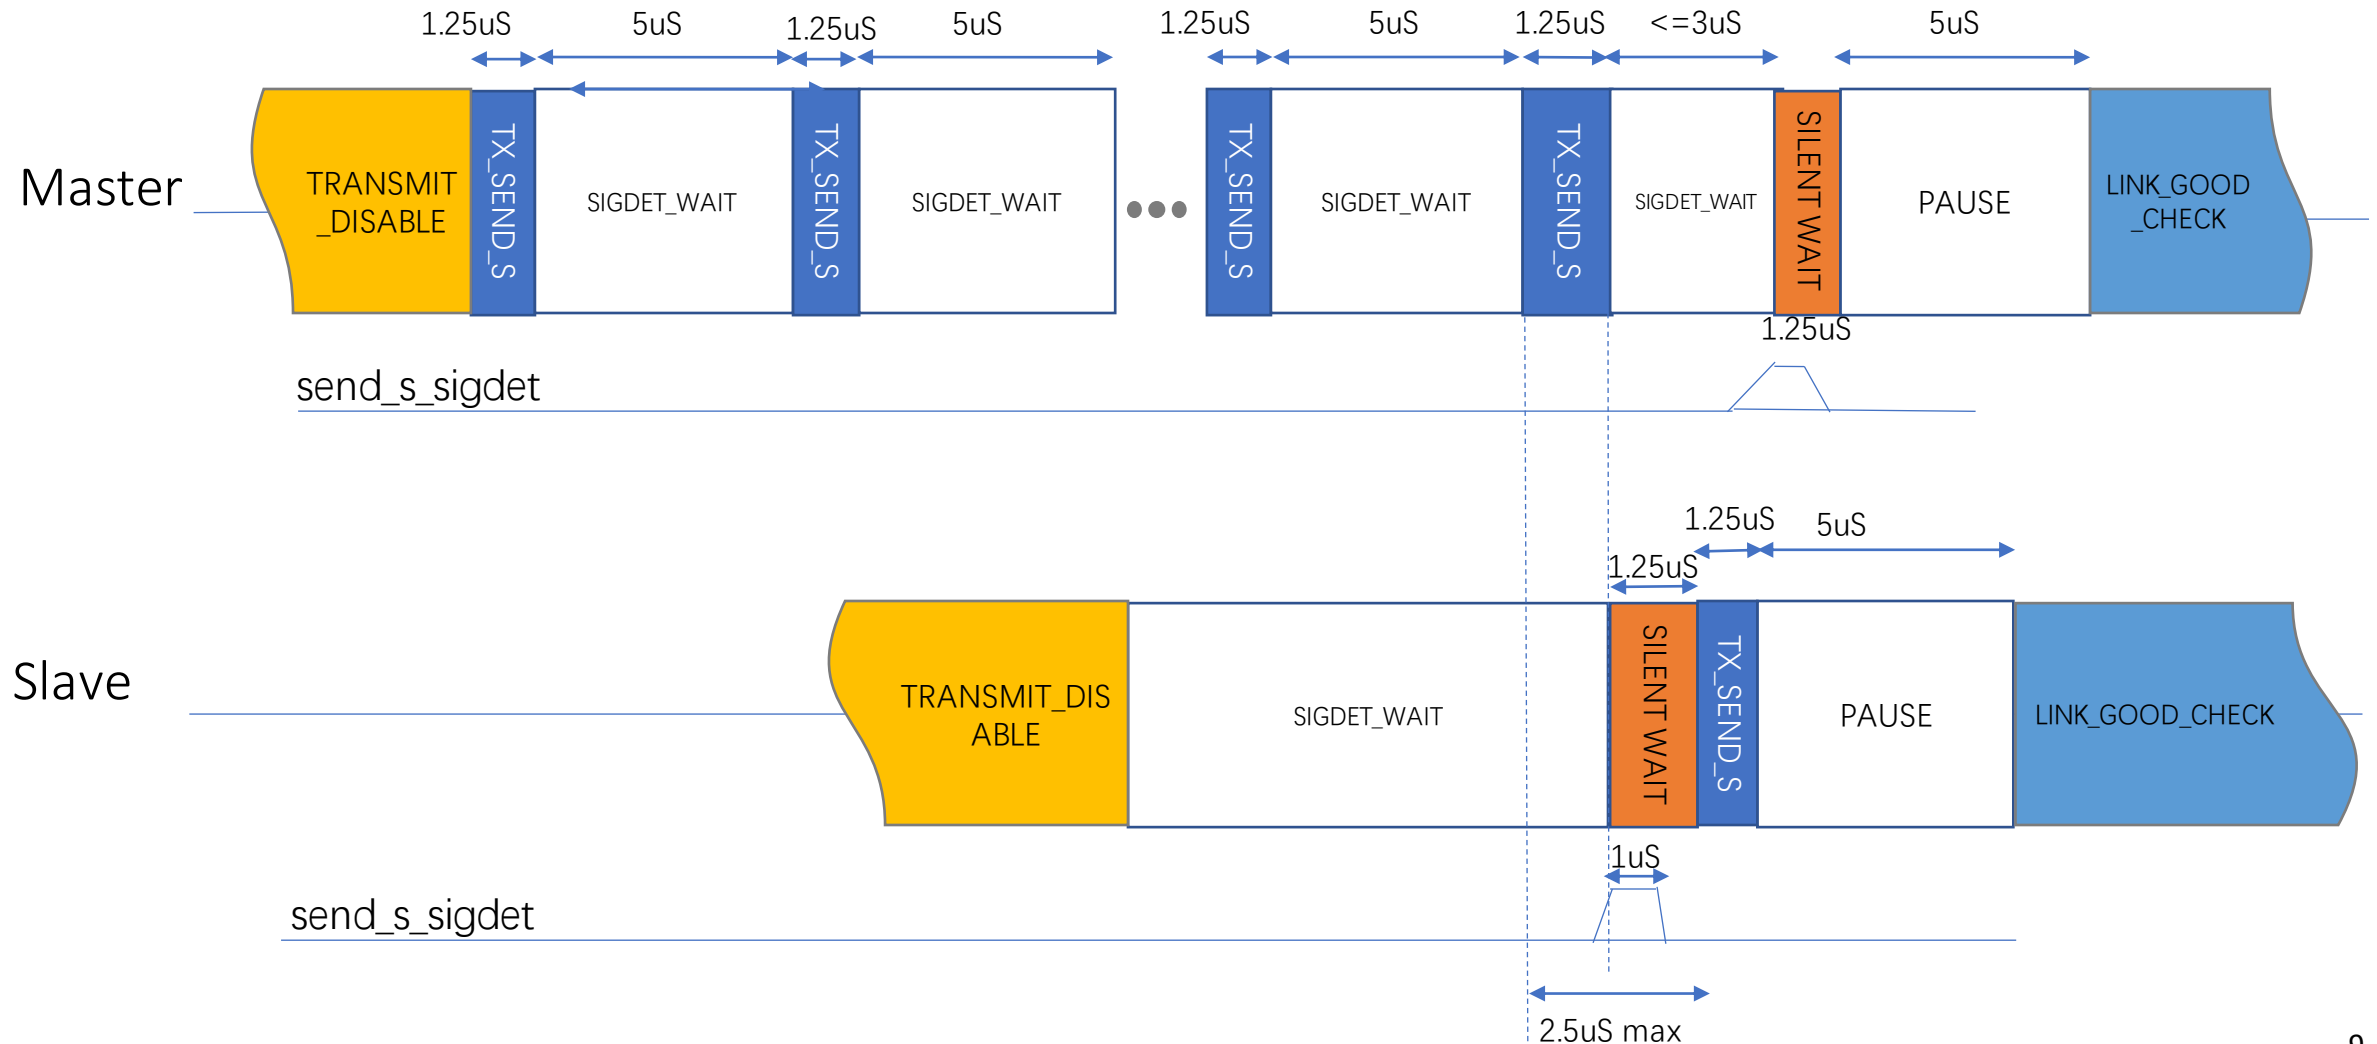 1.25uS
5uS
1.25uS
5uS
1.25uS
5uS
1.25uS
<=3uS
5uS
Master
TRANSMIT
_DISABLE
TX_SEND_S
SIGDET_WAIT
TX_SEND_S
SIGDET_WAIT
TX_SEND_S
SIGDET_WAIT
TX_SEND_S
SIGDET_WAIT
SILENT WAIT
PAUSE
LINK_GOOD
_CHECK
1.25uS
send_s_sigdet
1.25uS
5uS
1.25uS
Slave
TRANSMIT_DIS
ABLE
SIGDET_WAIT
SILENT WAIT
TX_SEND_S
PAUSE
LINK_GOOD_CHECK
1uS
send_s_sigdet
2.5uS max